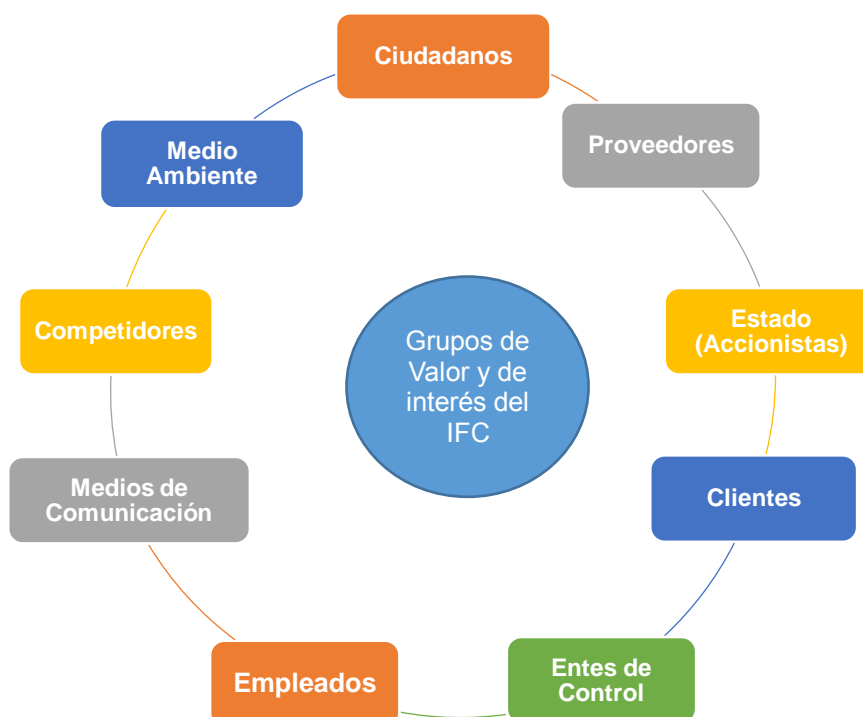 Ciudadanos
Proveedores
Estado
(Accionistas)
Clientes
Entes de
Control
Empleados
Medios de
Comunicación
Competidores
Medio
Ambiente
Grupos de
Valor y de
interés del
IFC